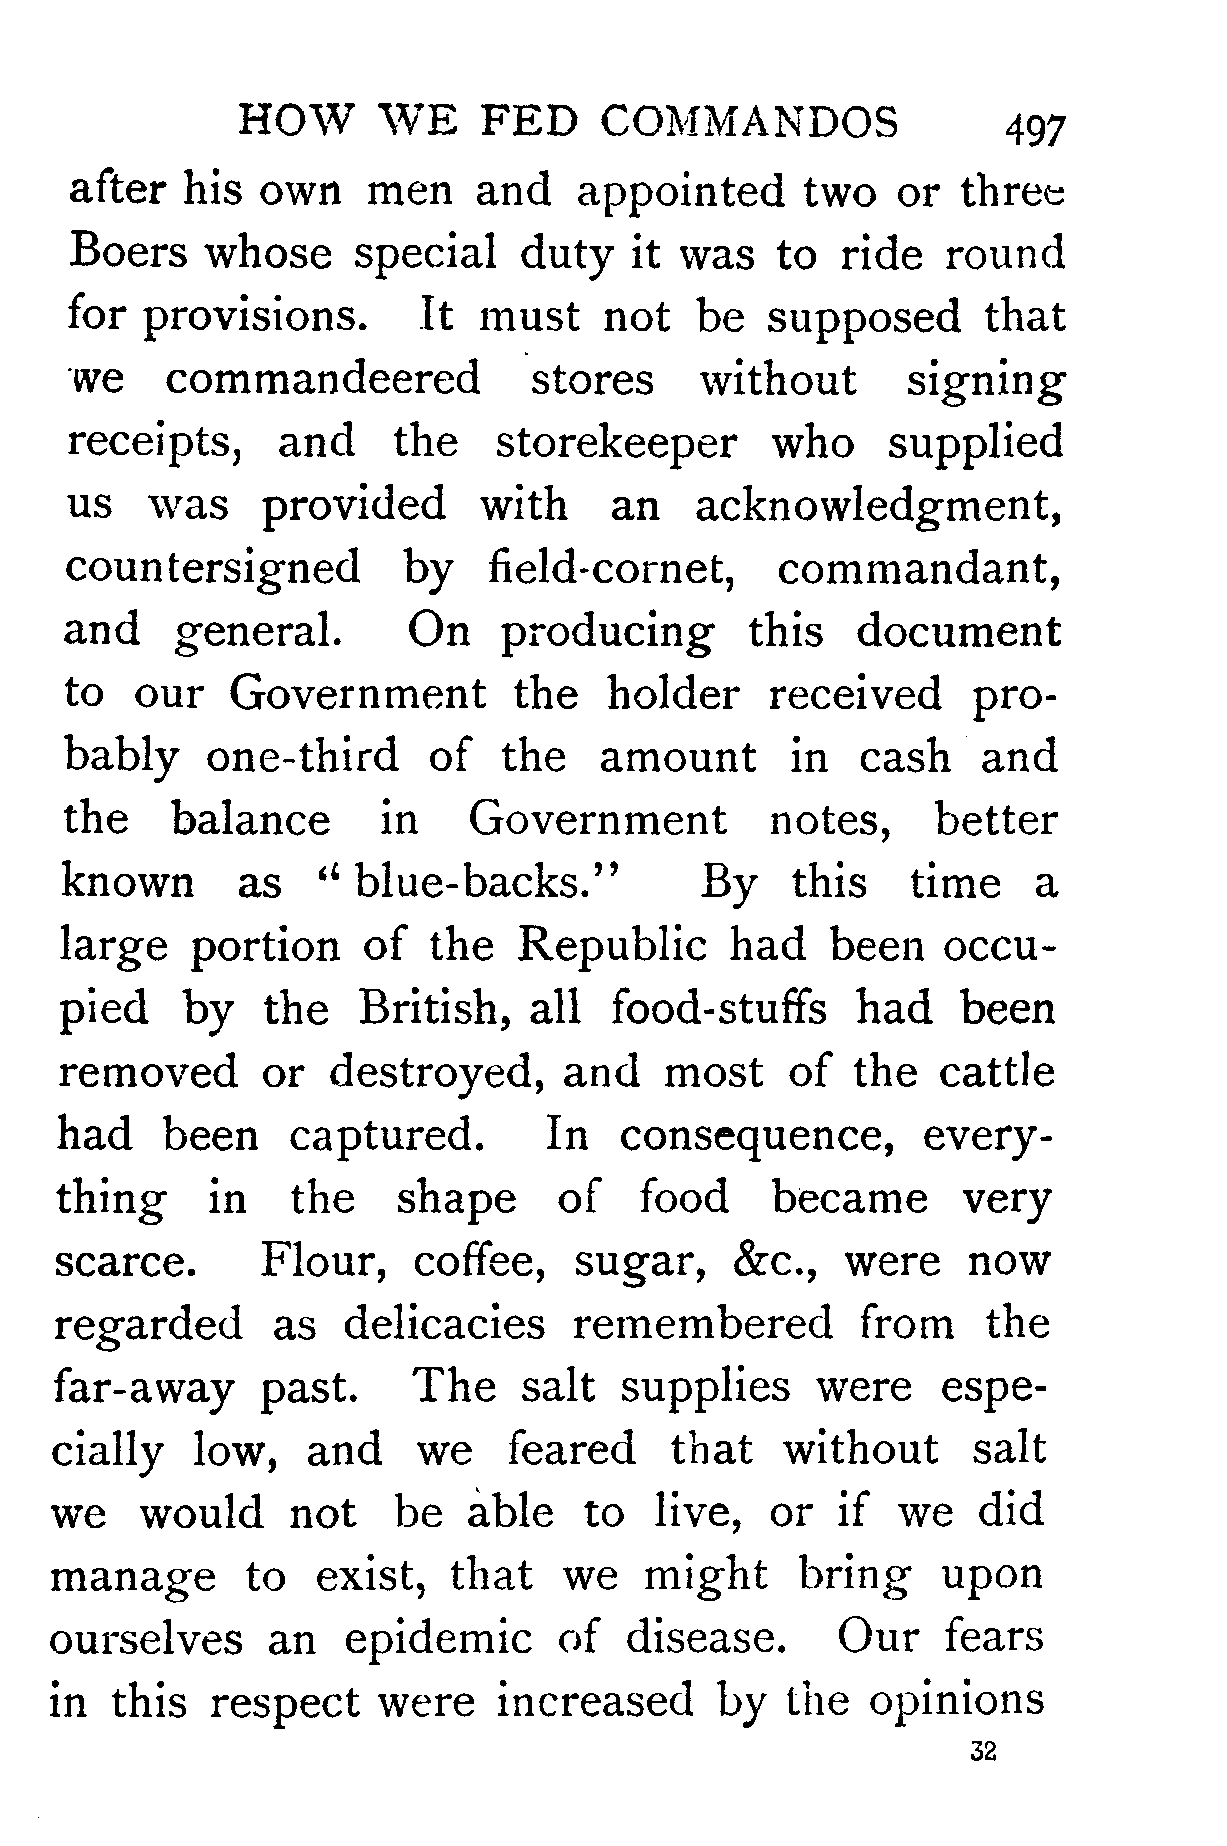 HOW WE FED COMMANDOS 497
after his own men and appointed two or three
Boers whose special duty it was to ride round
for provisions. It must not be supposed that
we commandeered stores without signing
receipts, and the storekeeper who supplied
us was provided with an acknowledgment,
countersigned by field-cornet, commandant,
and general. On producing this document
to our Government the holder received pro-
bably one-third of the amount in cash and
the balance in Government notes, better
known as “ blue-backs.” By this time a
large portion of the Republic had been occu-
pied by the British, all food-stuffs had been
removed or destroyed, and most of the cattle
had been captured. In consequence, every-
thing in the shape of food became very
scarce. Flour, coffee, sugar, &c., were now
regarded as delicacies remembered from the
far-away past. The salt supplies were espe-
cially low, and we feared that without salt
we would not be able to live, or if we did
manage to exist, that we might bring upon
ourselves an epidemic of disease. Our fears
in this respect were increased by the opinions
32